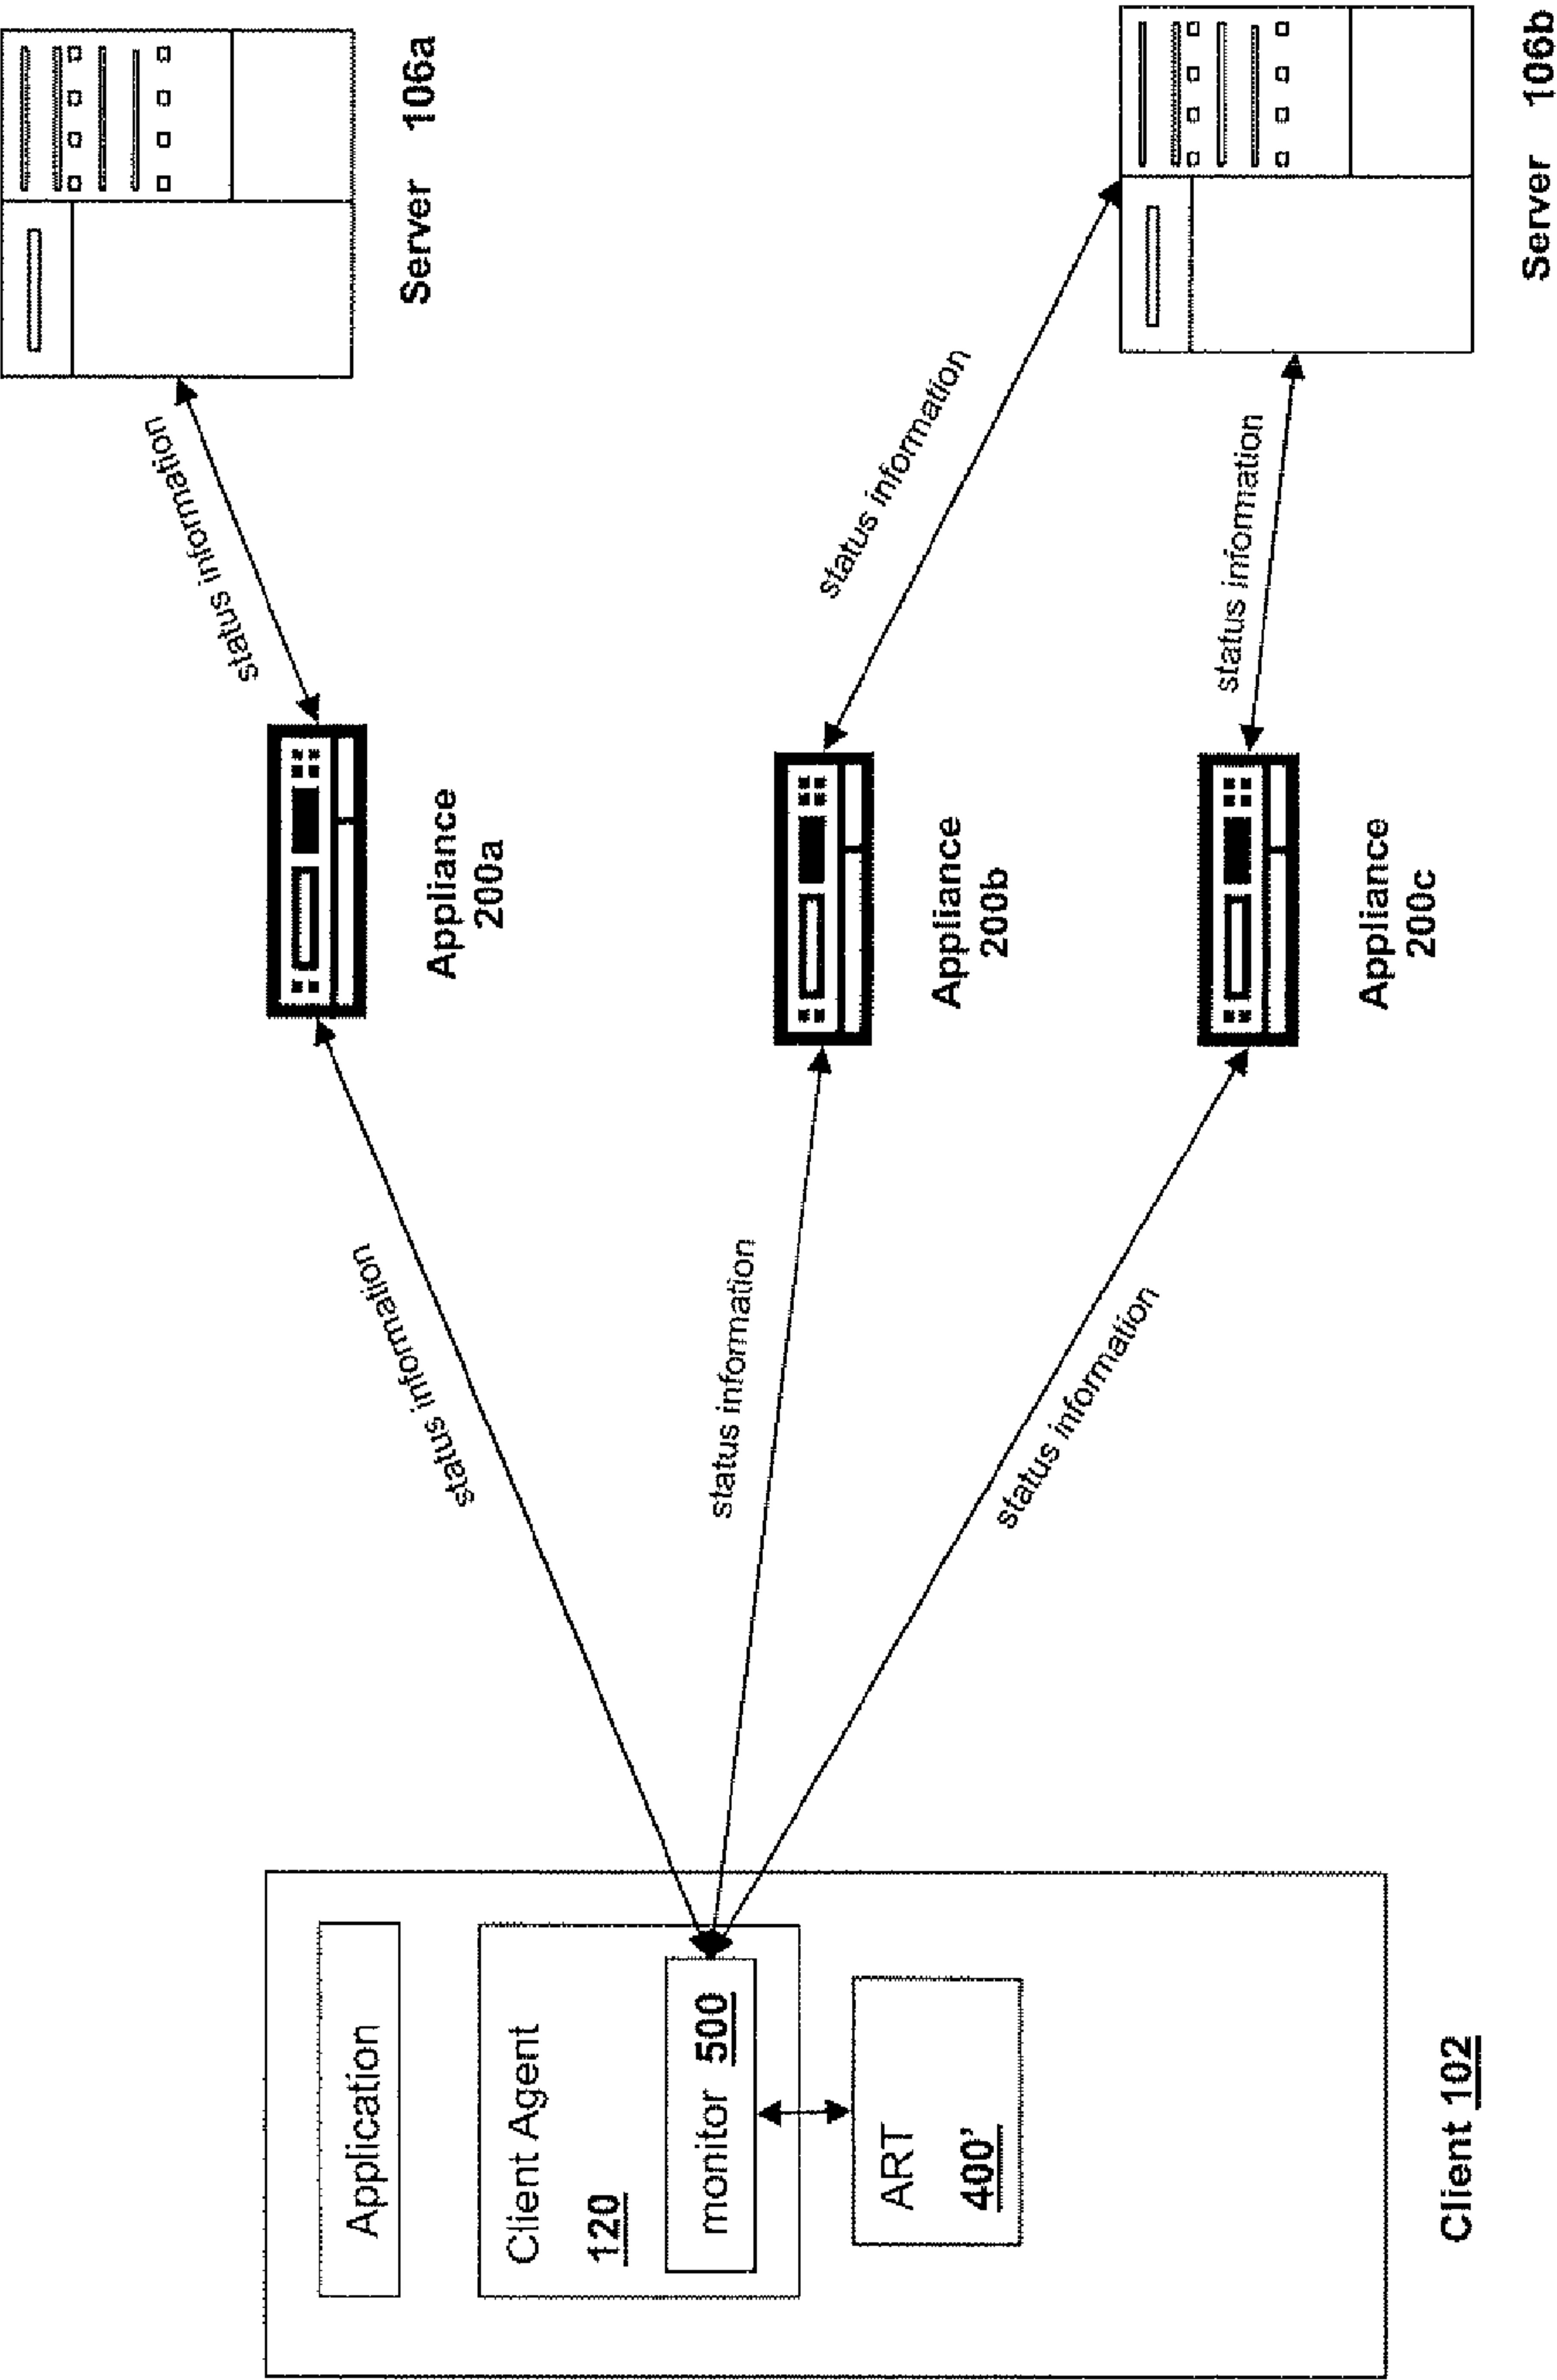 Application
Client Agent
120
monitor 500
ART
400'
Client 102
status information
status information
status information
Appliance
200a
Appliance
200b
Appliance
200c
status information
status information
status information
Server 106a
Server 106b